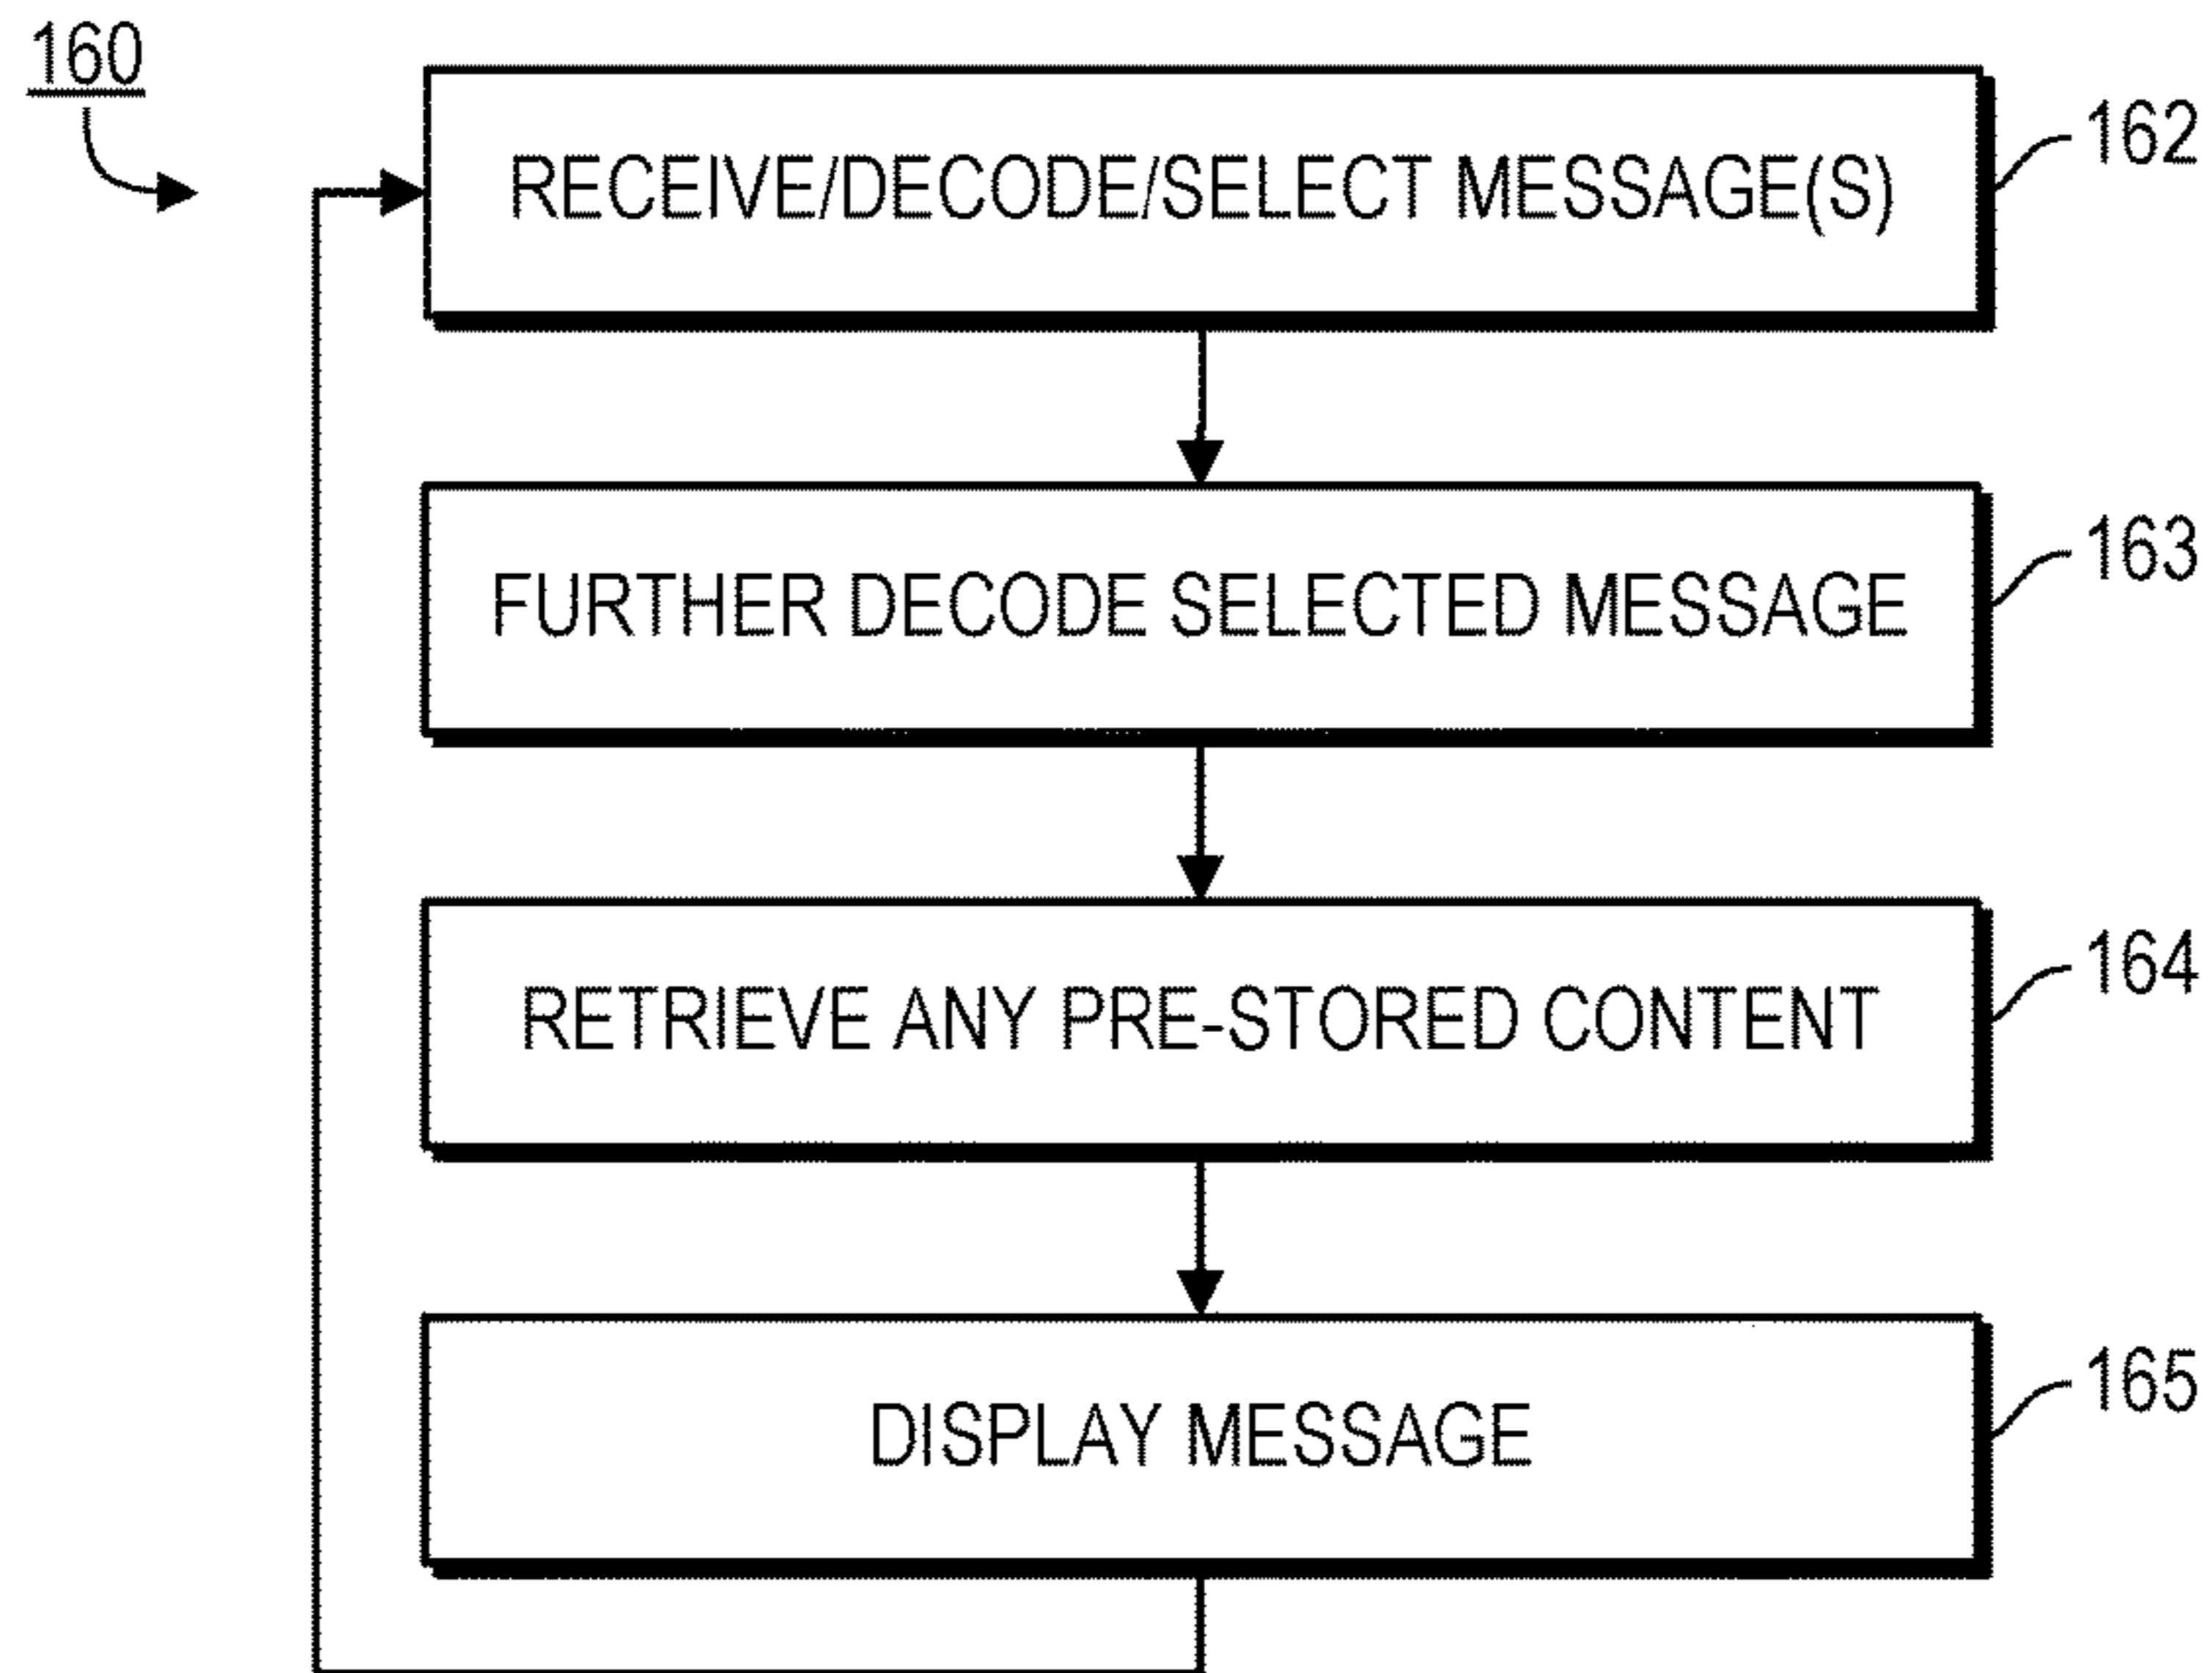 160
RECEIVE/DECODE/SELECT MESSAGE(S)
162
FURTHER DECODE SELECTED MESSAGE
163
RETRIEVE ANY PRE-STORED CONTENT
164
DISPLAY MESSAGE
165